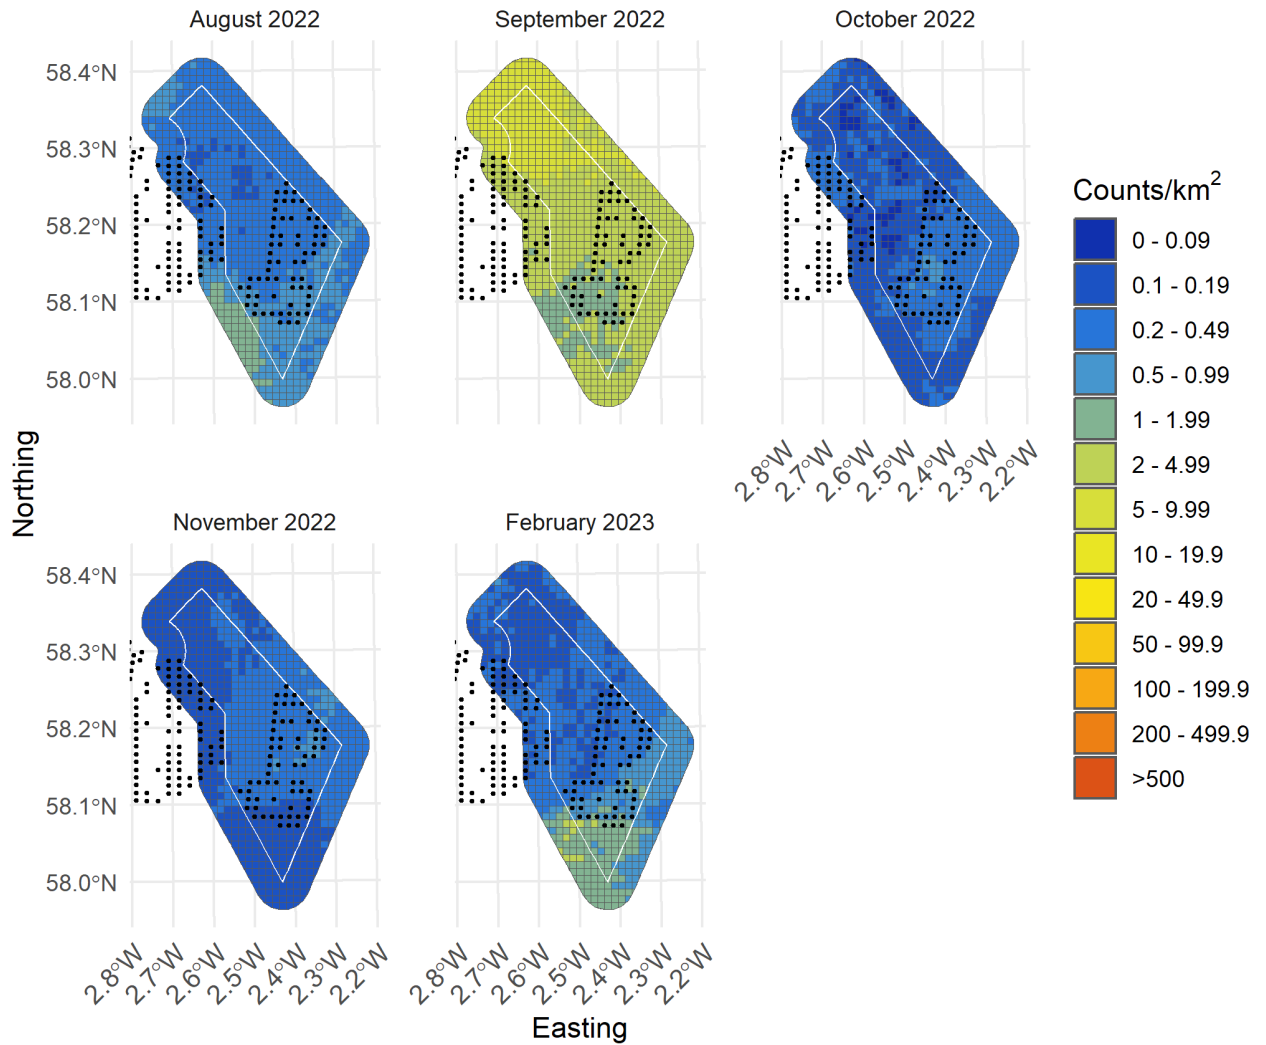 August 2022
September 2022
October 2022
58.4°N
58.3°N
58.2°N
58.1°N
58.0°N
2.8°W
2.7°W
2.6°W
2.5°W
2.4°W
2.3°W
2.2°W
Northing
November 2022
February 2023
58.4°N
58.3°N
58.2°N
58.1°N
58.0°N
2.8°W
2.7°W
2.6°W
2.5°W
2.4°W
2.3°W
2.2°W
2.8°W
2.7°W
2.6°W
2.5°W
2.4°W
2.3°W
2.2°W
Easting
Counts/km²
0 - 0.09
0.1 - 0.19
0.2 - 0.49
0.5 - 0.99
1 - 1.99
2 - 4.99
5 - 9.99
10 - 19.9
20 - 49.9
50 - 99.9
100 - 199.9
200 - 499.9
>500